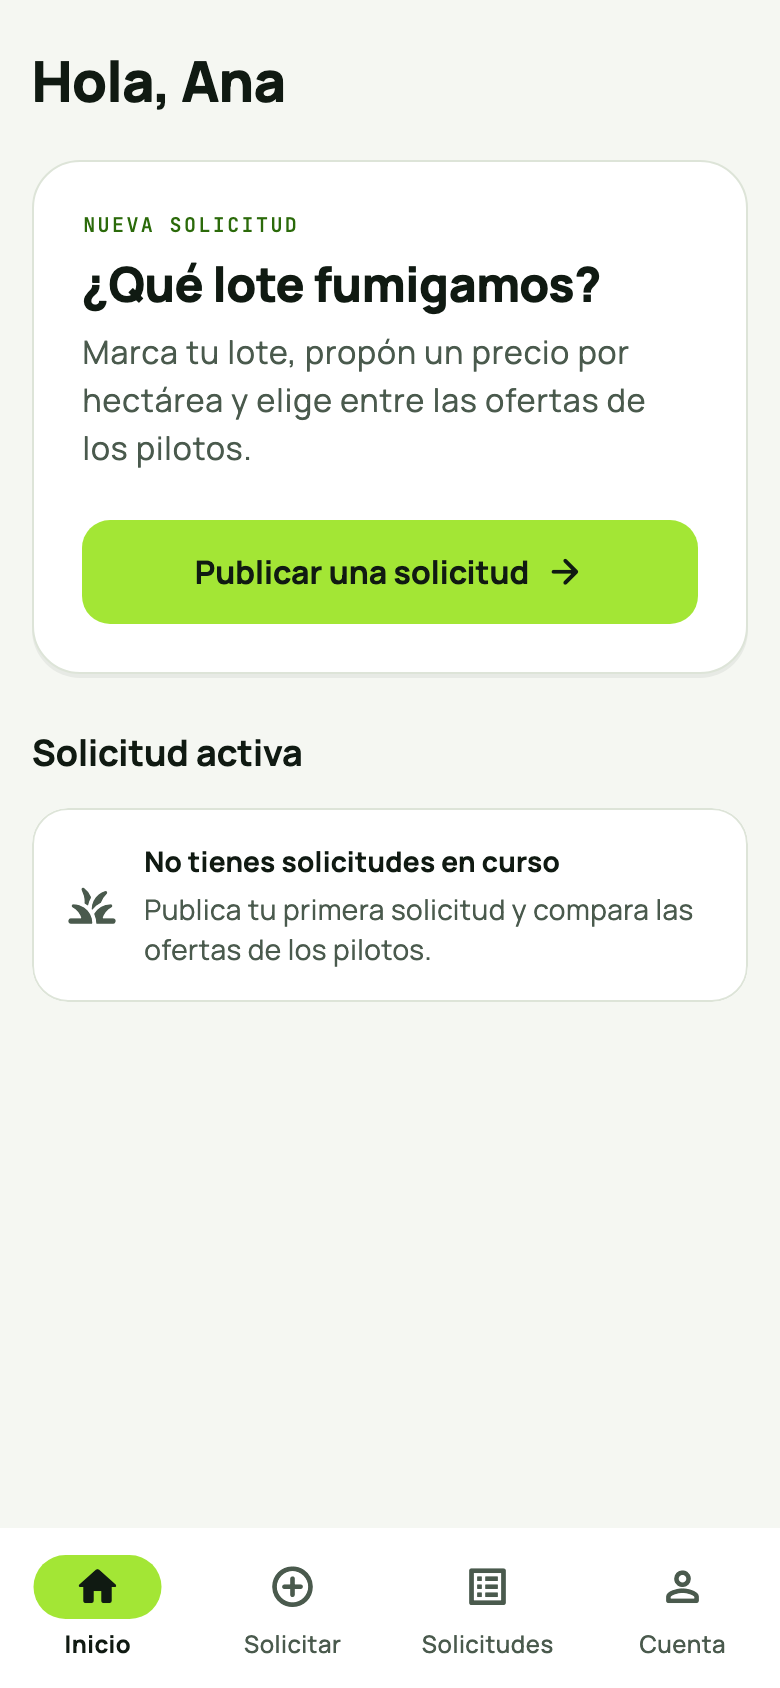 Hola, Ana
NUEVA SOLICITUD
¿Qué lote fumigamos?
Marca tu lote, propón un precio por
hectárea y elige entre las ofertas de
los pilotos.
Publicar una solicitud →
Solicitud activa
No tienes solicitudes en curso
Publica tu primera solicitud y compara las
ofertas de los pilotos.
Inicio
Solicitar
Solicitudes
Cuenta